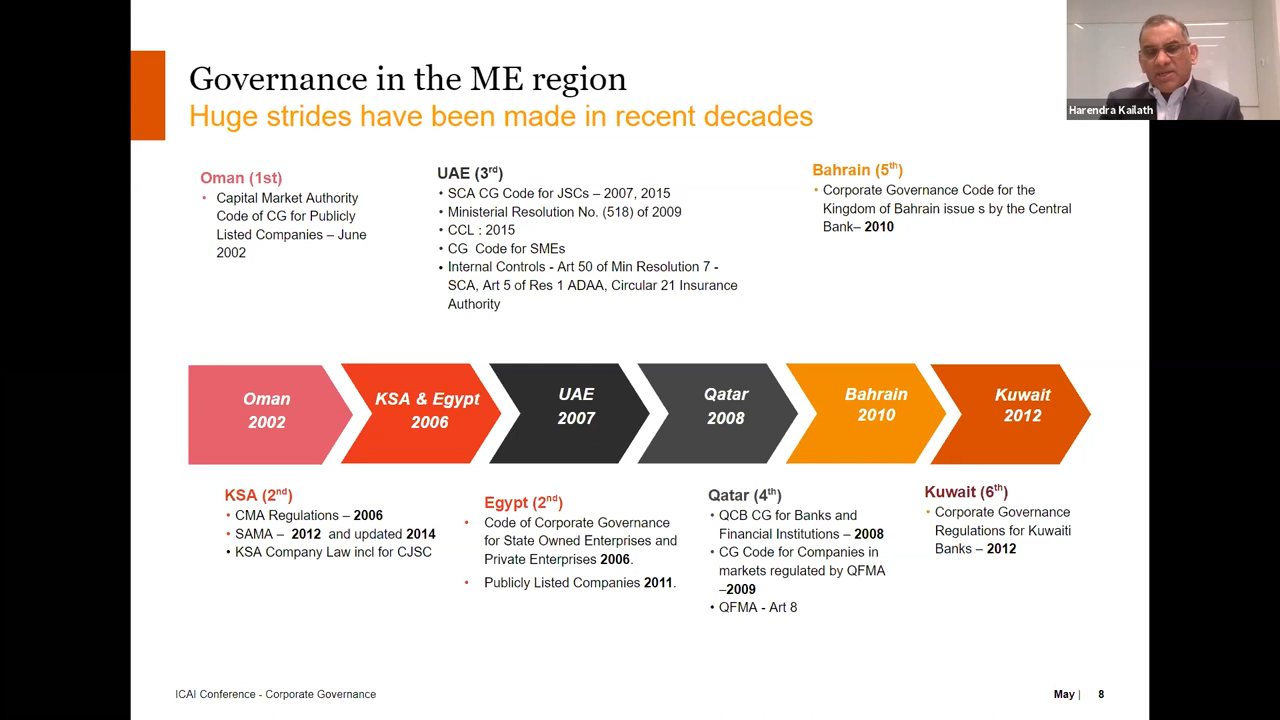 Governance in the ME region
Huge strides have been made in recent decades
Harendra Kailath
Oman (1st)
• Capital Market Authority
Code of CG for Publicly
Listed Companies – June
2002
UAE (3rd)
• SCA CG Code for JSCs – 2007, 2015
• Ministerial Resolution No. (518) of 2009
• CCL : 2015
• CG Code for SMEs
• Internal Controls - Art 50 of Min Resolution 7 -
SCA, Art 5 of Res 1 ADAA, Circular 21 Insurance
Authority
Bahrain (5th)
• Corporate Governance Code for the
Kingdom of Bahrain issue s by the Central
Bank– 2010
Oman
2002
KSA & Egypt
2006
UAE
2007
Qatar
2008
Bahrain
2010
Kuwait
2012
KSA (2nd)
• CMA Regulations – 2006
• SAMA – 2012 and updated 2014
• KSA Company Law incl for CJSC
Egypt (2nd)
• Code of Corporate Governance
for State Owned Enterprises and
Private Enterprises 2006.
• Publicly Listed Companies 2011.
Qatar (4th)
• QCB CG for Banks and
Financial Institutions – 2008
• CG Code for Companies in
markets regulated by QFMA
–2009
• QFMA - Art 8
Kuwait (6th)
• Corporate Governance
Regulations for Kuwaiti
Banks – 2012
ICAI Conference - Corporate Governance
May | 8